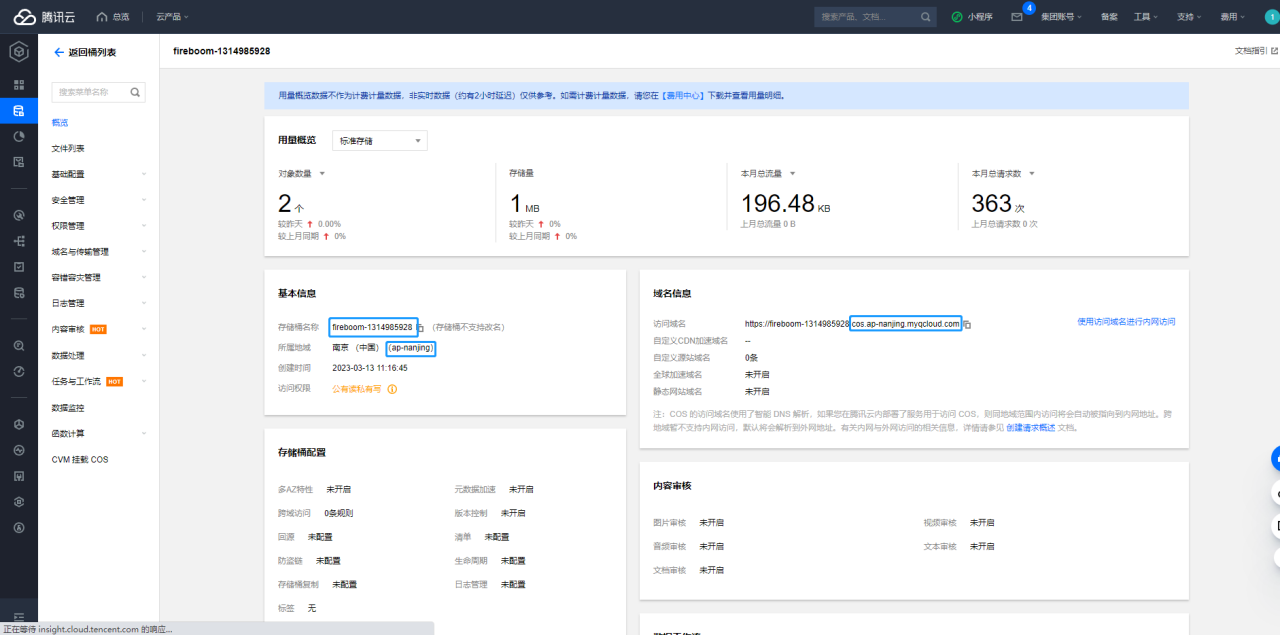 腾讯云 总览 云产品 搜索产品、文档... 小程序 4 集团账号 备案 工具 支持 费用 1
返回桶列表
fireboom-1314985928
文档指引
搜索菜单名称
概览
文件列表
基础配置
安全管理
权限管理
域名与传输管理
容错容灾管理
日志管理
内容审核 HOT
数据处理
任务与工作流 HOT
数据监控
函数计算
CVM 挂载 COS
用量概览数据不作为计费计量数据，非实时数据（约有2小时延迟）仅供参考。如需计费计量数据，请您在【费用中心】下载并查看用量明细。
用量概览 标准存储
对象数量
2 个
较昨天 ↑ 0.00%
较上月同期 ↑ 0%
存储量
1 MB
较昨天 ↑ 0%
较上月同期 ↑ 0%
本月总流量
196.48 KB
上月总流量 0 B
本月总请求数
363 次
上月总请求数 0 次
基本信息
存储桶名称 fireboom-1314985928 （存储桶不支持改名）
所属地域 南京 （中国） (ap-nanjing)
创建时间 2023-03-13 11:16:45
访问权限 公有读私有写
域名信息
访问域名 https://fireboom-1314985928.cos.ap-nanjing.myqcloud.com 使用访问域名进行内网访问
自定义CDN加速域名 --
自定义源站域名 0条
全球加速域名 未开启
静态网站域名 未开启
注：COS 的访问域名使用了智能 DNS 解析，如果您在腾讯云内部署了服务用于访问 COS，则同地域范围内访问将会自动被指向到内网地址。跨
地域暂不支持内网访问，默认将会解析到外网地址。有关内网与外网访问的相关信息，详情请参见 创建请求概述 文档。
存储桶配置
多AZ特性 未开启 元数据加速 未开启
跨域访问 0条规则 版本控制 未开启
回源 未配置 清单 未配置
防盗链 未配置 生命周期 未配置
存储桶复制 未配置 日志管理 未配置
标签 无
内容审核
图片审核 未开启 视频审核 未开启
音频审核 未开启 文本审核 未开启
文档审核 未开启
数据工作流
正在等待 insight.cloud.tencent.com 的响应...